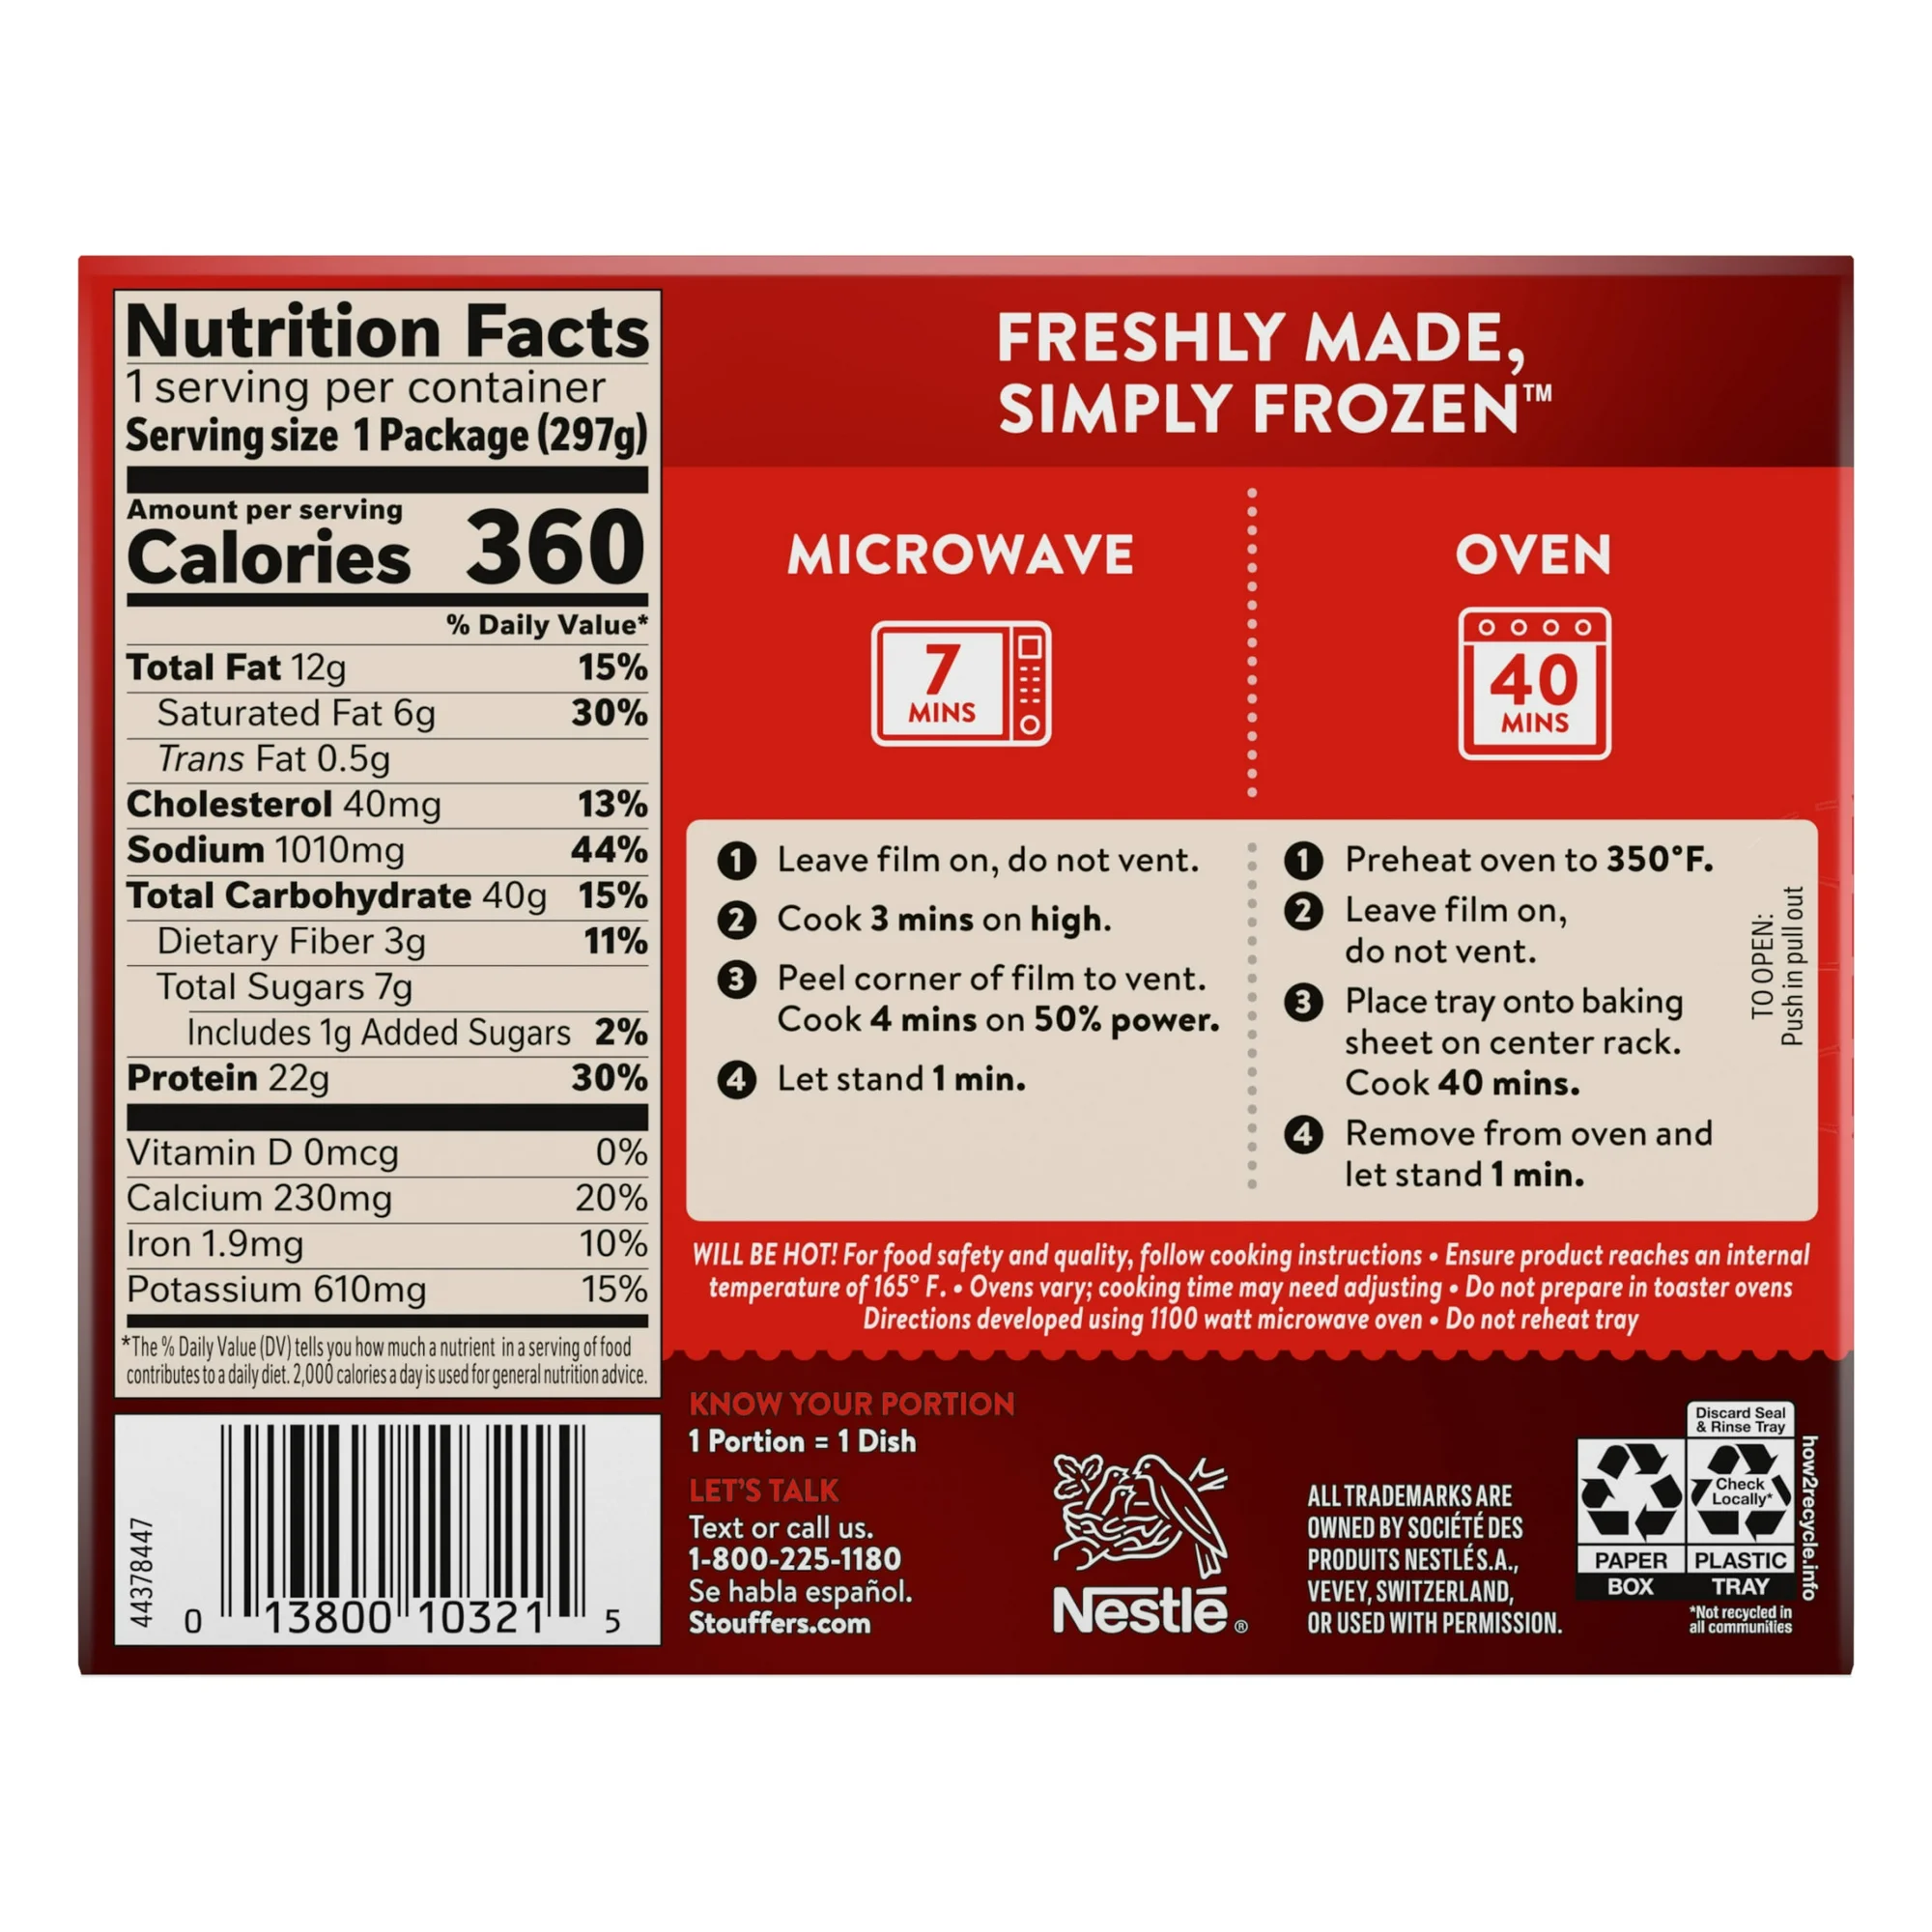 Nutrition Facts
1 serving per container
Serving size 1 Package (297g)
Amount per serving
Calories 360
% Daily Value*
Total Fat 12g 15%
Saturated Fat 6g 30%
Trans Fat 0.5g
Cholesterol 40mg 13%
Sodium 1010mg 44%
Total Carbohydrate 40g 15%
Dietary Fiber 3g 11%
Total Sugars 7g
Includes 1g Added Sugars 2%
Protein 22g 30%
Vitamin D 0mcg 0%
Calcium 230mg 20%
Iron 1.9mg 10%
Potassium 610mg 15%
*The % Daily Value (DV) tells you how much a nutrient in a serving of food
contributes to a daily diet. 2,000 calories a day is used for general nutrition advice.
44378447
0 13800 10321 5
FRESHLY MADE,
SIMPLY FROZEN™
MICROWAVE
7
MINS
1 Leave film on, do not vent.
2 Cook 3 mins on high.
3 Peel corner of film to vent.
Cook 4 mins on 50% power.
4 Let stand 1 min.
OVEN
40
MINS
1 Preheat oven to 350°F.
2 Leave film on,
do not vent.
3 Place tray onto baking
sheet on center rack.
Cook 40 mins.
4 Remove from oven and
let stand 1 min.
TO OPEN:
Push in pull out
WILL BE HOT! For food safety and quality, follow cooking instructions • Ensure product reaches an internal
temperature of 165° F. • Ovens vary; cooking time may need adjusting • Do not prepare in toaster ovens
Directions developed using 1100 watt microwave oven • Do not reheat tray
KNOW YOUR PORTION
1 Portion = 1 Dish
LET'S TALK
Text or call us.
1-800-225-1180
Se habla español.
Stouffers.com
Nestlé®
ALL TRADEMARKS ARE
OWNED BY SOCIÉTÉ DES
PRODUITS NESTLÉ S.A.,
VEVEY, SWITZERLAND,
OR USED WITH PERMISSION.
Discard Seal
& Rinse Tray
Check
Locally*
PAPER
BOX
PLASTIC
TRAY
*Not recycled in
all communities
how2recycle.info